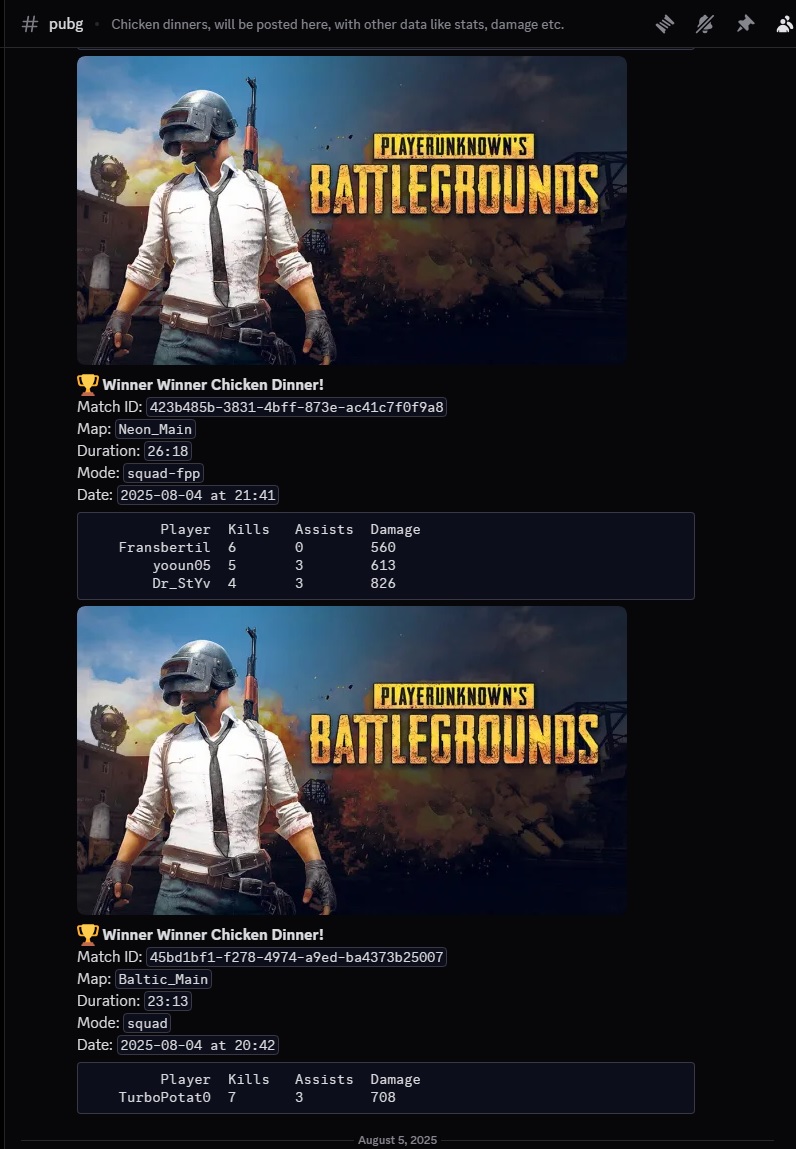 # pubg • Chicken dinners, will be posted here, with other data like stats, damage etc.
PLAYERUNKNOWN'S
BATTLEGROUNDS
🏆 Winner Winner Chicken Dinner!
Match ID: 423b485b-3831-4bff-873e-ac41c7f0f9a8
Map: Neon_Main
Duration: 26:18
Mode: squad-fpp
Date: 2025-08-04 at 21:41
Player Kills Assists Damage
Fransbertil 6 0 560
yooun05 5 3 613
Dr_StYv 4 3 826
PLAYERUNKNOWN'S
BATTLEGROUNDS
🏆 Winner Winner Chicken Dinner!
Match ID: 45bd1bf1-f278-4974-a9ed-ba4373b25007
Map: Baltic_Main
Duration: 23:13
Mode: squad
Date: 2025-08-04 at 20:42
Player Kills Assists Damage
TurboPotat0 7 3 708
August 5, 2025